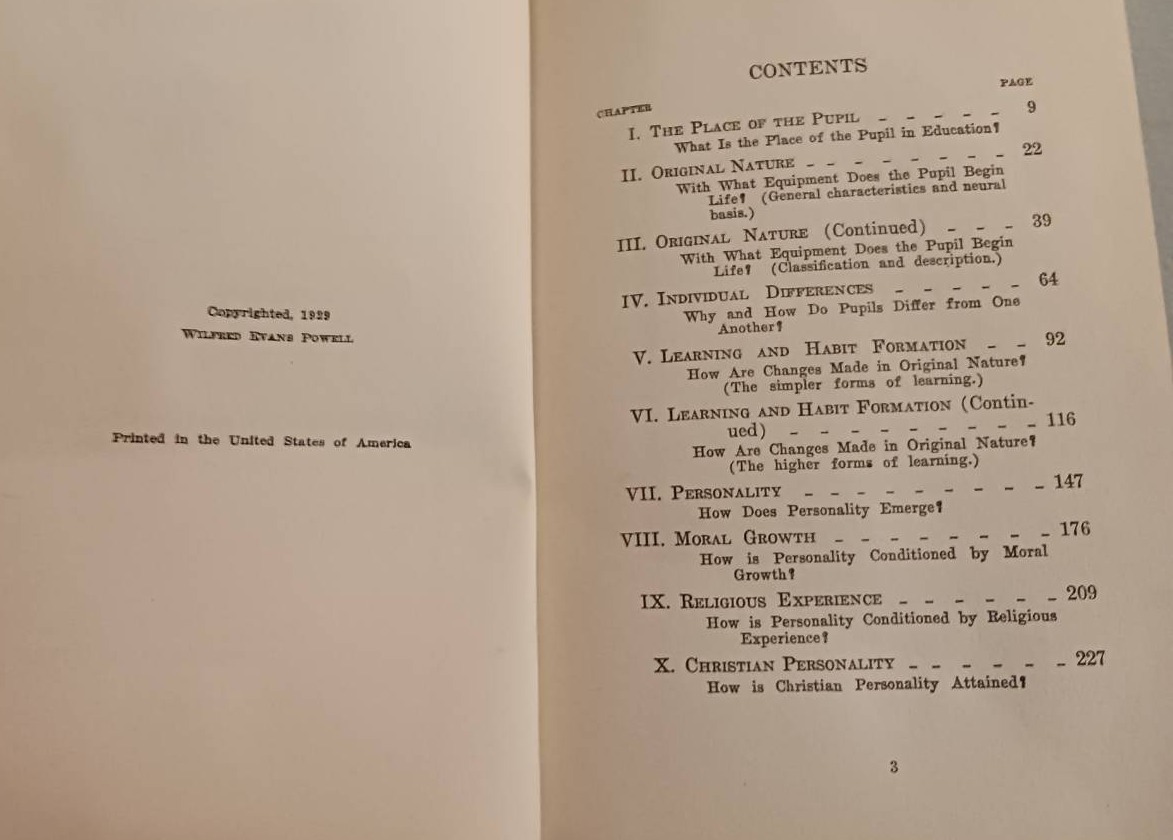 Copyrighted, 1929
WILFRED EVANS POWELL
Printed in the United States of America
CONTENTS
CHAPTER PAGE
I. THE PLACE OF THE PUPIL – – – – – 9
What Is the Place of the Pupil in Education?
II. ORIGINAL NATURE – – – – – – – – 22
With What Equipment Does the Pupil Begin
Life? (General characteristics and neural
basis.)
III. ORIGINAL NATURE (Continued) – – – 39
With What Equipment Does the Pupil Begin
Life? (Classification and description.)
IV. INDIVIDUAL DIFFERENCES – – – – – 64
Why and How Do Pupils Differ from One
Another?
V. LEARNING AND HABIT FORMATION – – 92
How Are Changes Made in Original Nature?
(The simpler forms of learning.)
VI. LEARNING AND HABIT FORMATION (Contin-
ued) – – – – – – – – – 116
How Are Changes Made in Original Nature?
(The higher forms of learning.)
VII. PERSONALITY – – – – – – – – – 147
How Does Personality Emerge?
VIII. MORAL GROWTH – – – – – – – – 176
How is Personality Conditioned by Moral
Growth?
IX. RELIGIOUS EXPERIENCE – – – – – – 209
How is Personality Conditioned by Religious
Experience?
X. CHRISTIAN PERSONALITY – – – – – – 227
How is Christian Personality Attained?
3